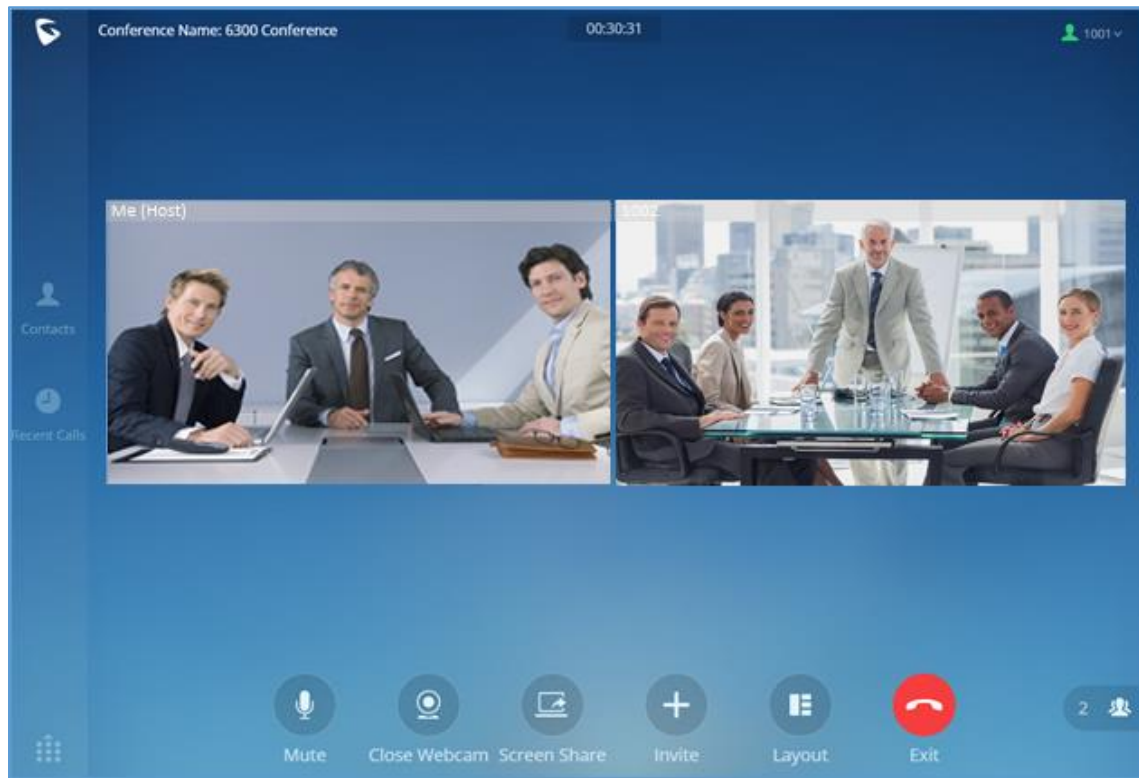 Conference Name: 6300 Conference
00:30:31
1001
Me (Host)
Contacts
Recent Calls
2
Mute
Close Webcam
Screen Share
Invite
Layout
Exit